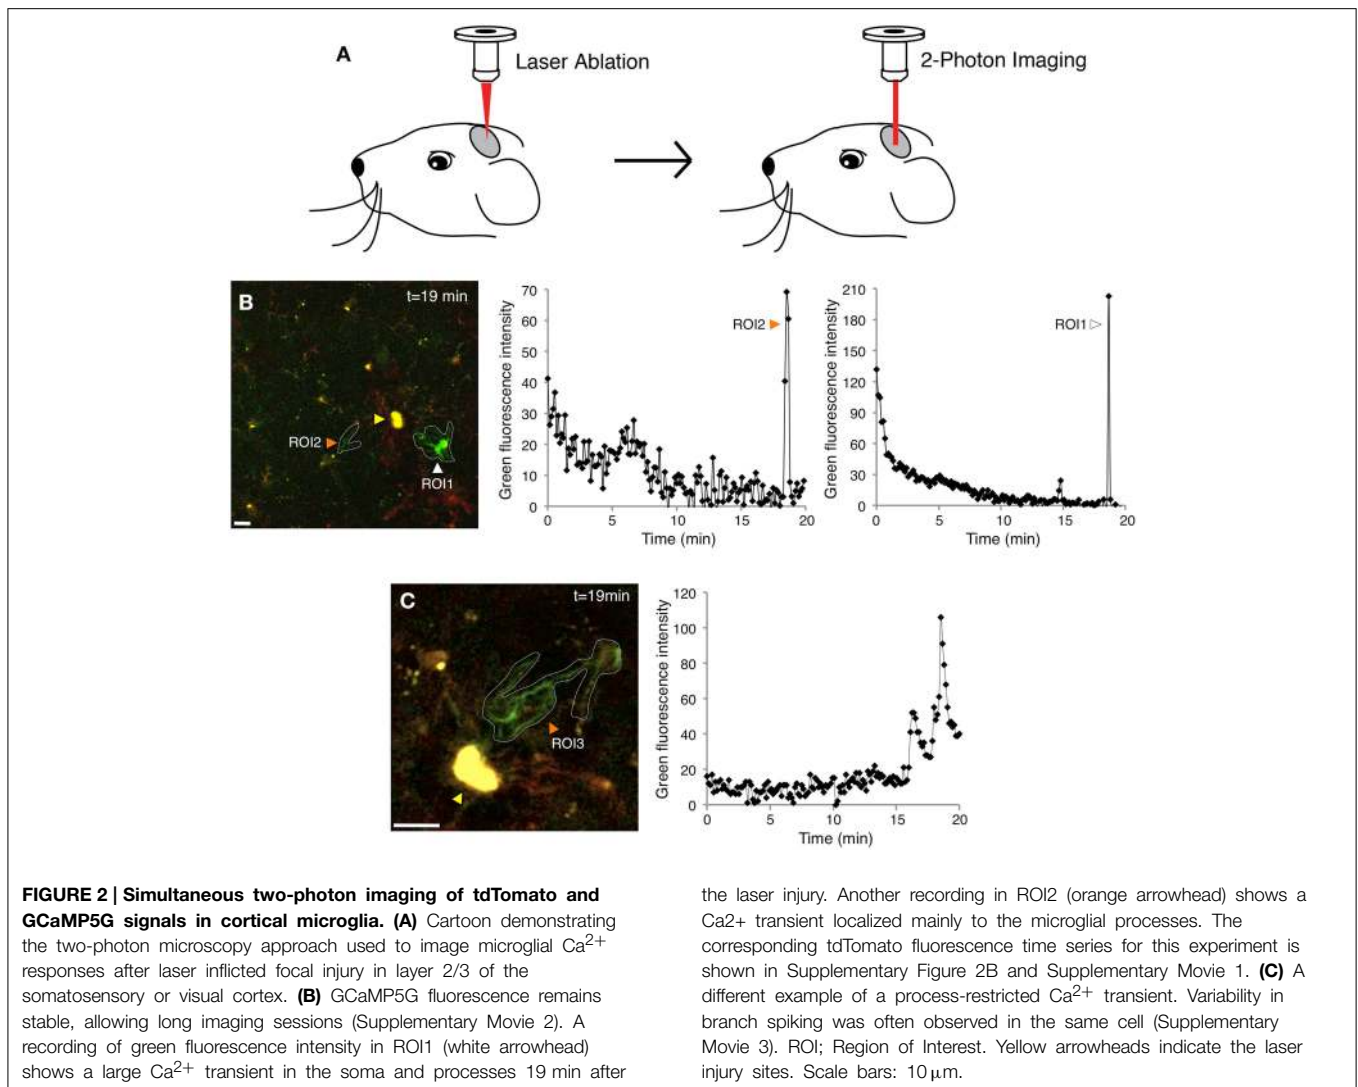 A
Laser Ablation
2-Photon Imaging
B
t=19 min
ROI2
ROI1
Green fluorescence intensity
70
60
50
40
30
20
10
0
0
5
10
15
20
Time (min)
ROI2
Green fluorescence intensity
210
180
150
120
90
60
30
0
0
5
10
15
20
Time (min)
ROI1
C
t=19min
ROI3
Green fluorescence intensity
120
100
80
60
40
20
0
0
5
10
15
20
Time (min)
FIGURE 2 | Simultaneous two-photon imaging of tdTomato and
GCaMP5G signals in cortical microglia. (A) Cartoon demonstrating
the two-photon microscopy approach used to image microglial Ca²⁺
responses after laser inflicted focal injury in layer 2/3 of the
somatosensory or visual cortex. (B) GCaMP5G fluorescence remains
stable, allowing long imaging sessions (Supplementary Movie 2). A
recording of green fluorescence intensity in ROI1 (white arrowhead)
shows a large Ca²⁺ transient in the soma and processes 19 min after
the laser injury. Another recording in ROI2 (orange arrowhead) shows a
Ca2+ transient localized mainly to the microglial processes. The
corresponding tdTomato fluorescence time series for this experiment is
shown in Supplementary Figure 2B and Supplementary Movie 1. (C) A
different example of a process-restricted Ca²⁺ transient. Variability in
branch spiking was often observed in the same cell (Supplementary
Movie 3). ROI; Region of Interest. Yellow arrowheads indicate the laser
injury sites. Scale bars: 10 μm.